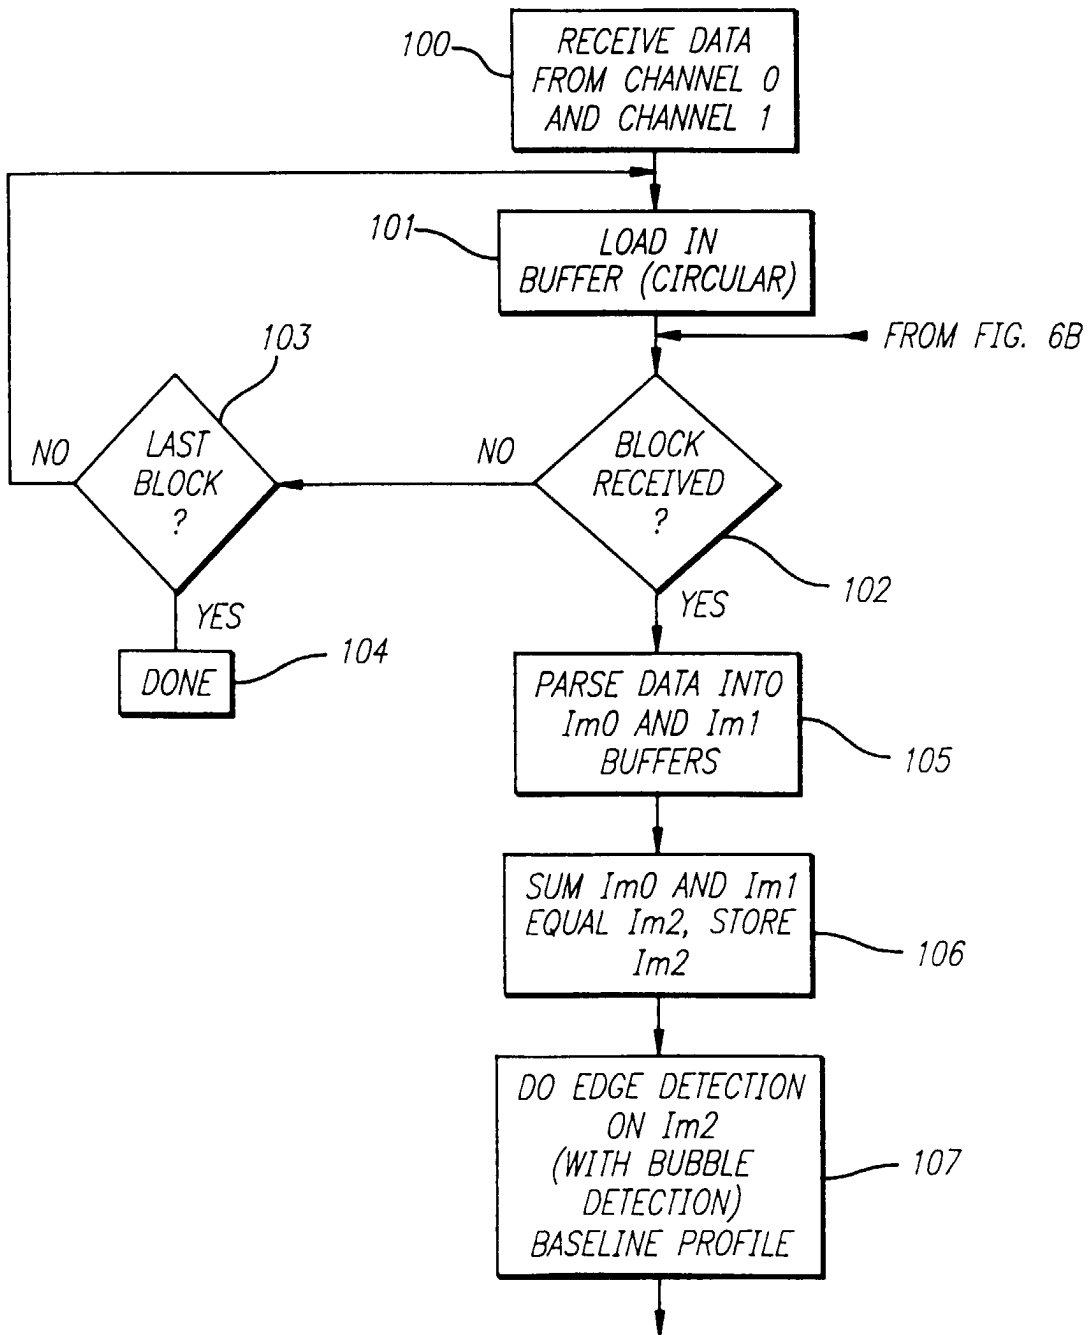 100
RECEIVE DATA
FROM CHANNEL 0
AND CHANNEL 1
101
LOAD IN
BUFFER (CIRCULAR)
FROM FIG. 6B
103
NO
LAST
BLOCK
?
NO
BLOCK
RECEIVED
?
102
YES
YES
DONE
104
PARSE DATA INTO
Im0 AND Im1
BUFFERS
105
SUM Im0 AND Im1
EQUAL Im2, STORE
Im2
106
DO EDGE DETECTION
ON Im2
(WITH BUBBLE
DETECTION)
BASELINE PROFILE
107